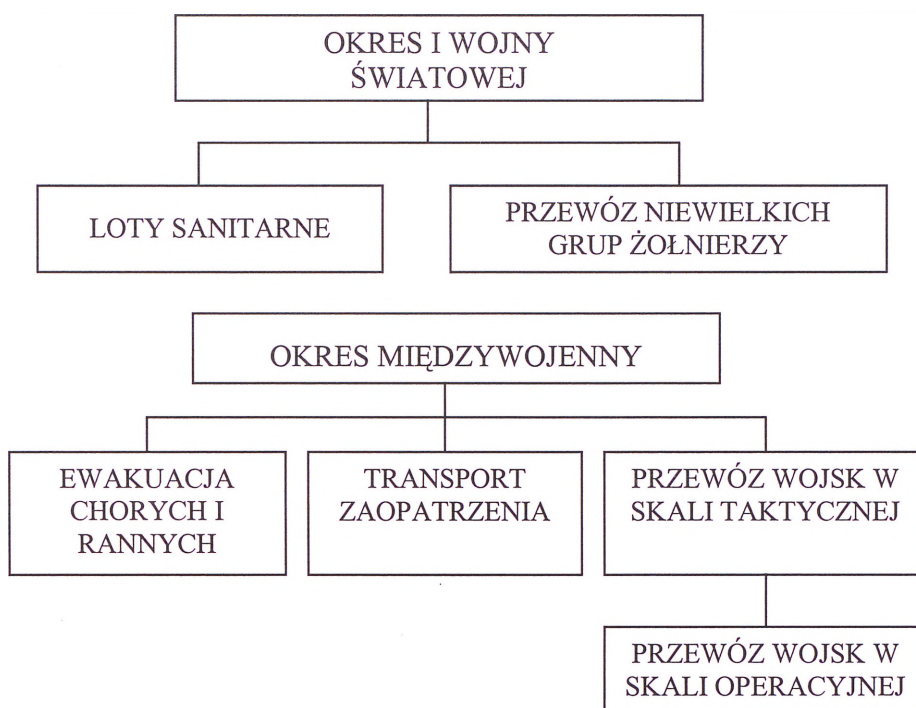 OKRES I WOJNY
ŚWIATOWEJ
LOTY SANITARNE
PRZEWÓZ NIEWIELKICH
GRUP ŻOŁNIERZY
OKRES MIĘDZYWOJENNY
EWAKUACJA
CHORYCH I
RANNYCH
TRANSPORT
ZAOPATRZENIA
PRZEWÓZ WOJSK W
SKALI TAKTYCZNEJ
PRZEWÓZ WOJSK W
SKALI OPERACYJNEJ